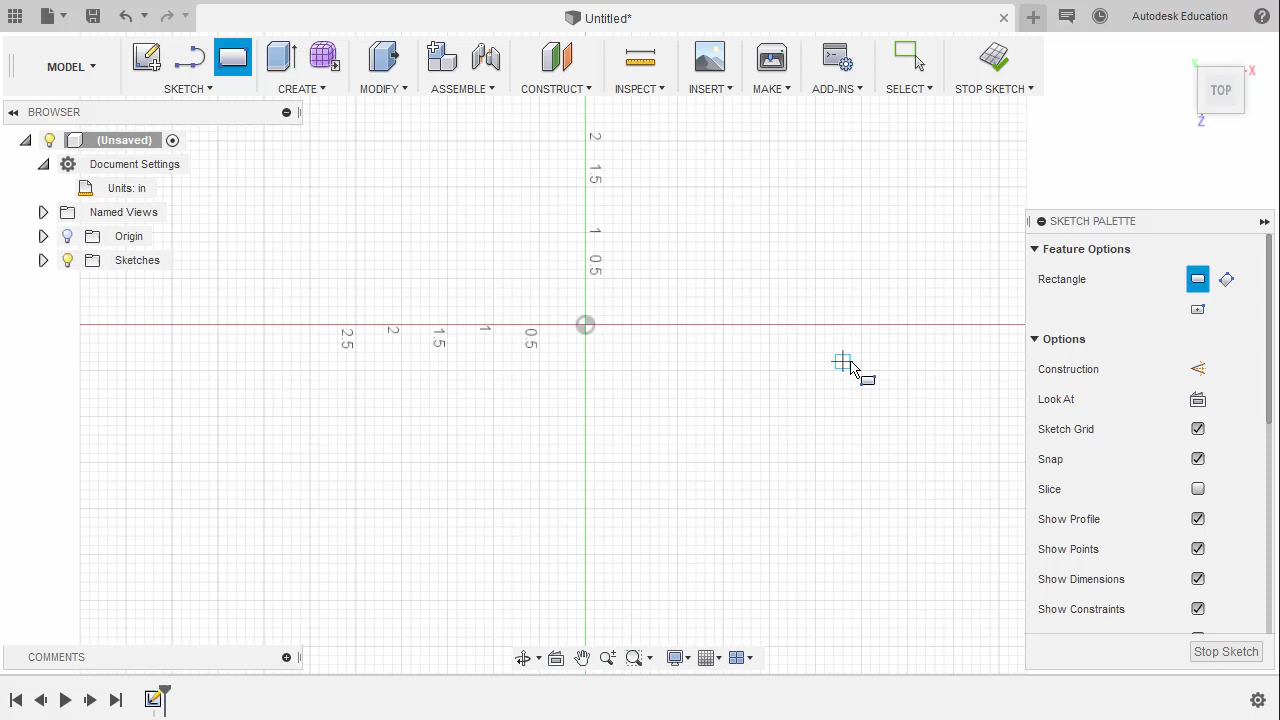 Untitled*
Autodesk Education
MODEL
SKETCH
CREATE
MODIFY
ASSEMBLE
CONSTRUCT
INSPECT
INSERT
MAKE
ADD-INS
SELECT
STOP SKETCH
BROWSER
(Unsaved)
Document Settings
Units: in
Named Views
Origin
Sketches
2
1.5
1
0.5
2.5
2
1.5
1
0.5
Y
X
TOP
Z
SKETCH PALETTE
Feature Options
Rectangle
Options
Construction
Look At
Sketch Grid
Snap
Slice
Show Profile
Show Points
Show Dimensions
Show Constraints
Stop Sketch
COMMENTS